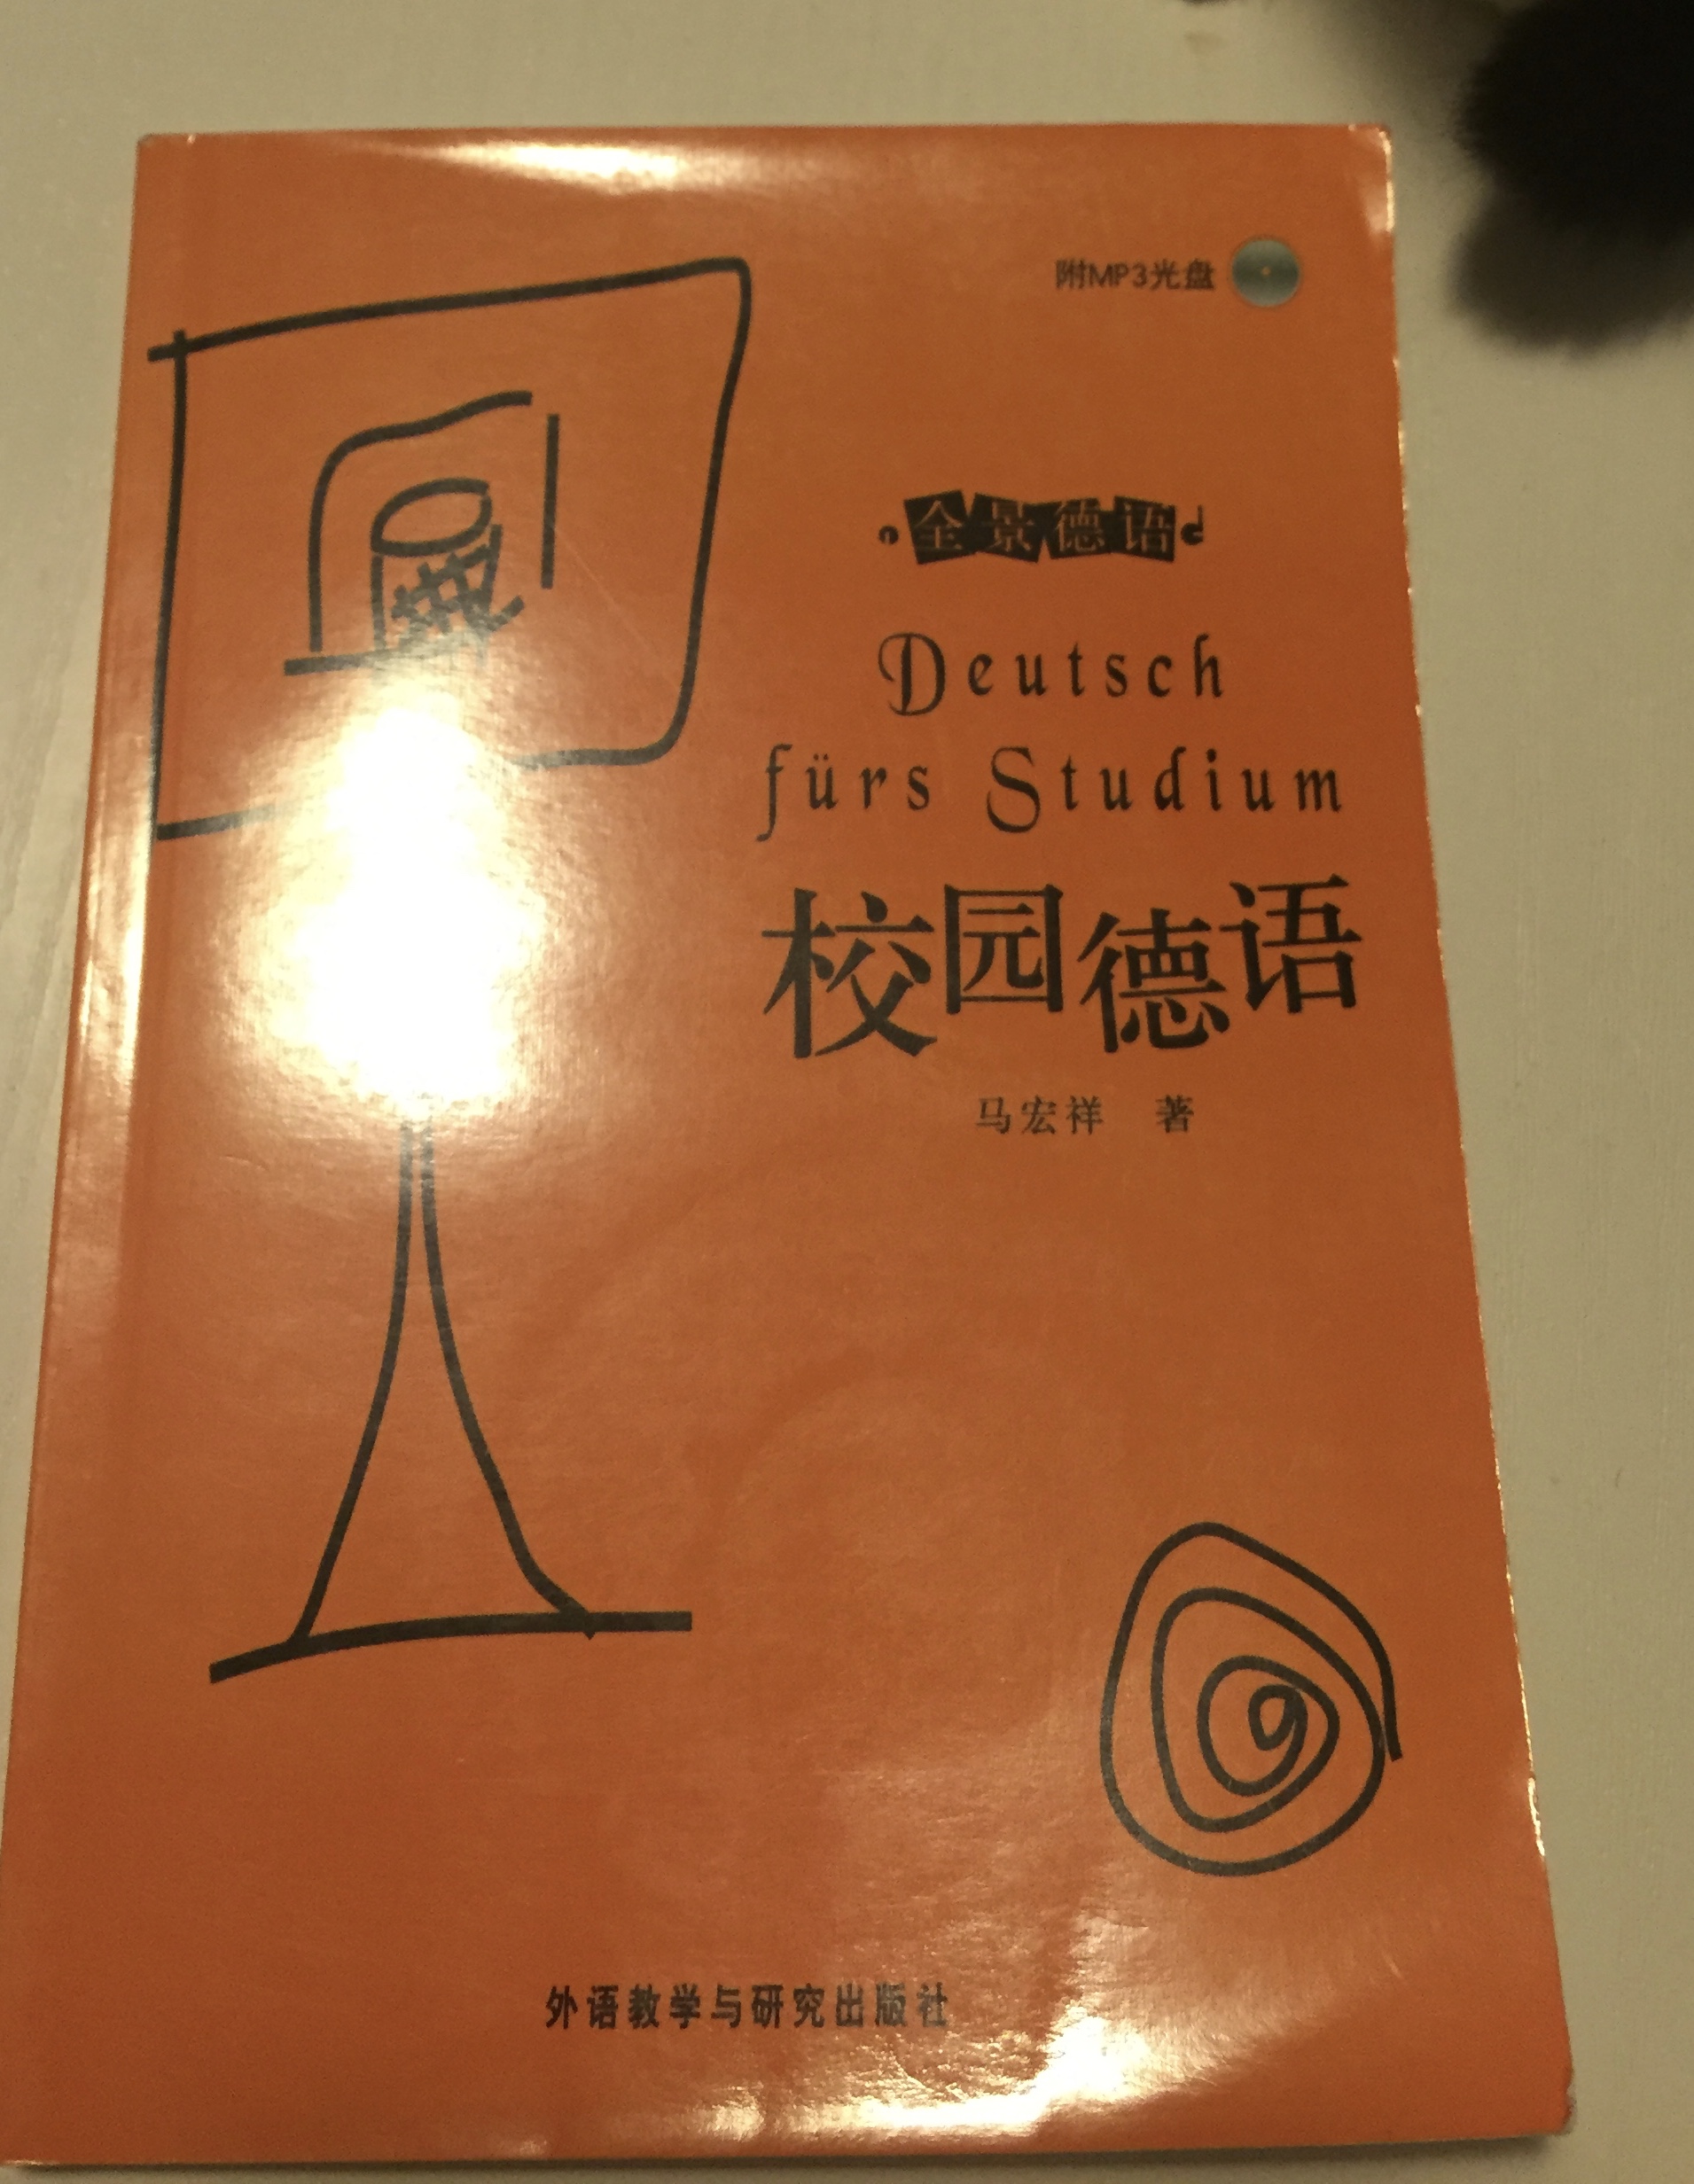 附MP3光盘
全景德语
Deutsch
fürs Studium
校园德语
马宏祥 著
外语教学与研究出版社